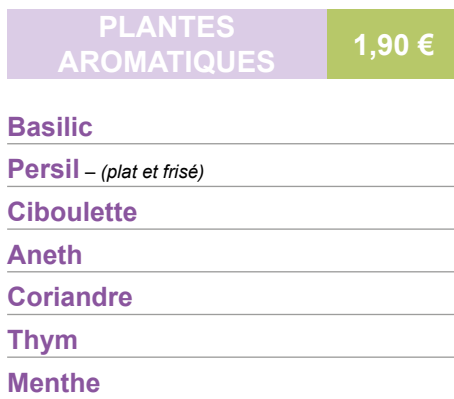 PLANTES
AROMATIQUES
1,90 €
Basilic
Persil – (plat et frisé)
Ciboulette
Aneth
Coriandre
Thym
Menthe